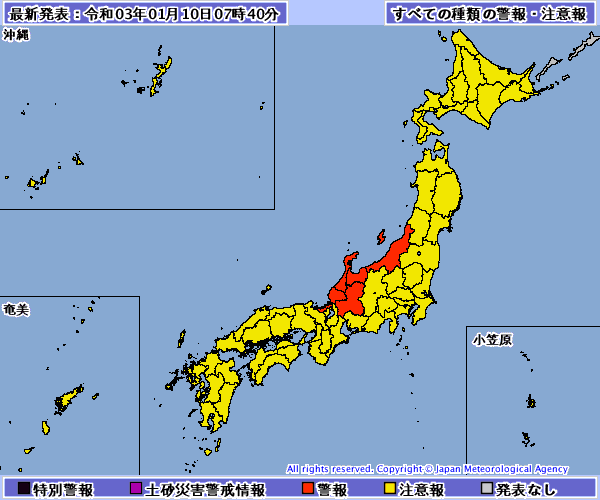 最新発表：令和03年01月10日07時40分
すべての種類の警報・注意報
沖縄
奄美
小笠原
All rights reserved. Copyright © Japan Meteorological Agency
特別警報
土砂災害警戒情報
警報
注意報
発表なし